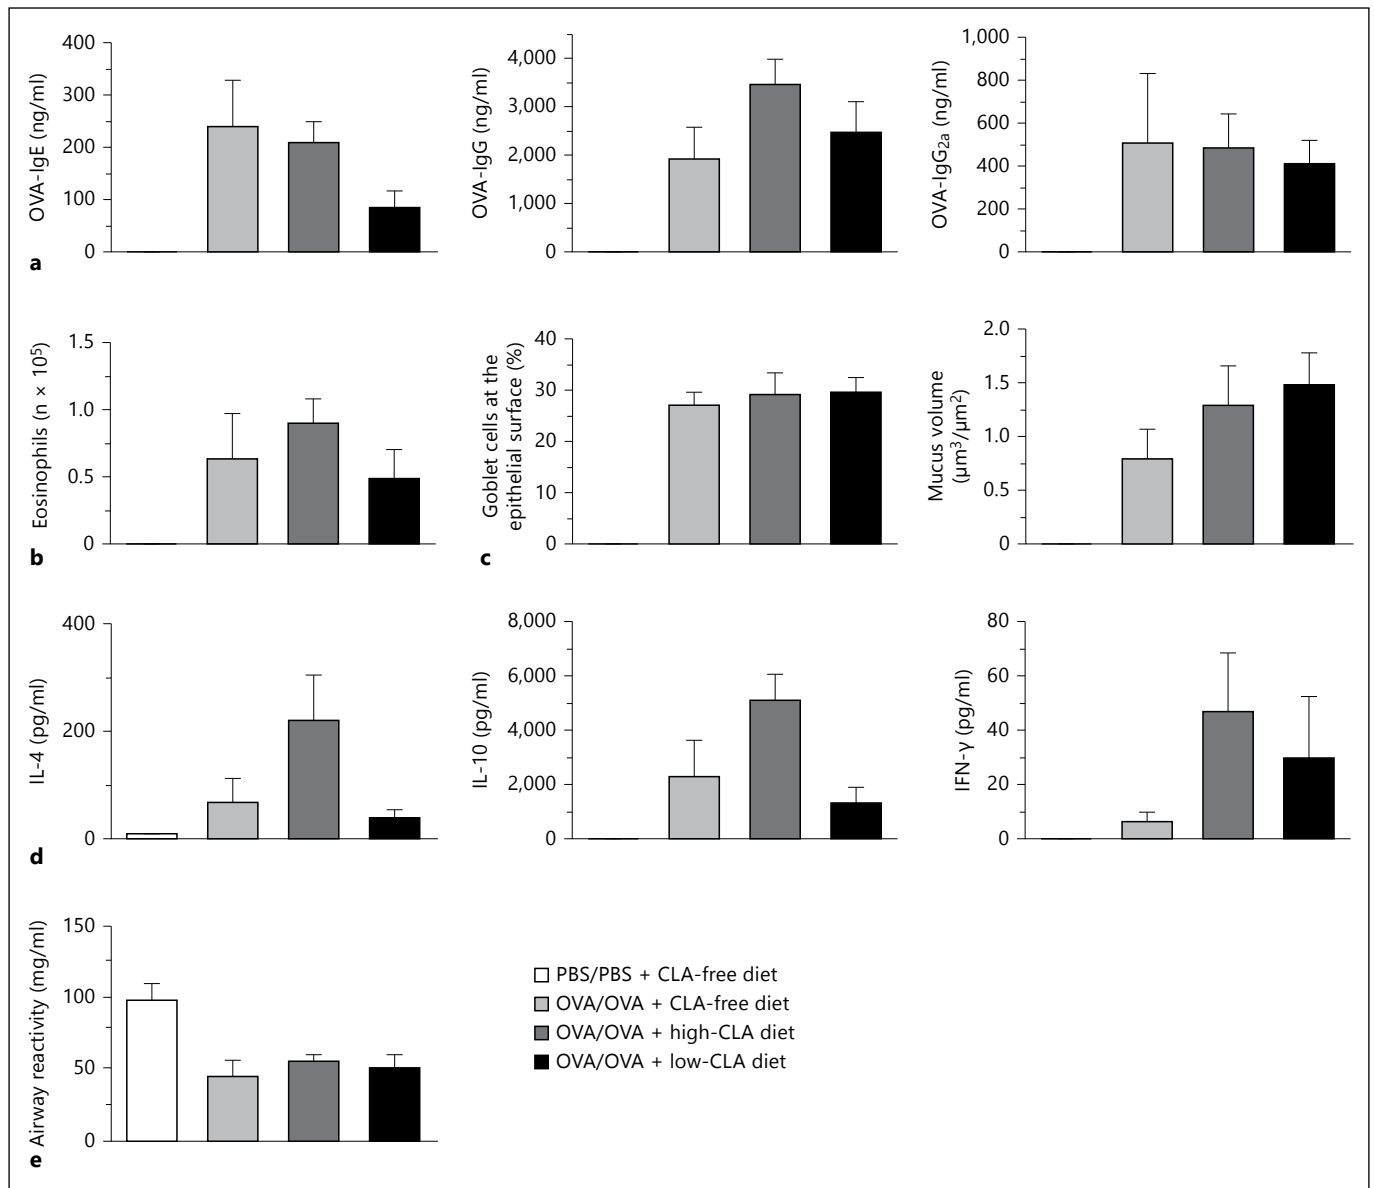 400
300
200
100
0
OVA-IgE (ng/ml)
4,000
3,000
2,000
1,000
0
OVA-IgG (ng/ml)
1,000
800
600
400
200
0
OVA-IgG2a (ng/ml)
a
1.5
1.0
0.5
0
Eosinophils (n × 10⁵)
40
30
20
10
0
Goblet cells at the
epithelial surface (%)
2.0
1.5
1.0
0.5
0
Mucus volume
(μm³/μm²)
b
c
400
200
0
IL-4 (pg/ml)
8,000
6,000
4,000
2,000
0
IL-10 (pg/ml)
80
60
40
20
0
IFN-γ (pg/ml)
d
150
100
50
0
Airway reactivity (mg/ml)
PBS/PBS + CLA-free diet
OVA/OVA + CLA-free diet
OVA/OVA + high-CLA diet
OVA/OVA + low-CLA diet
e